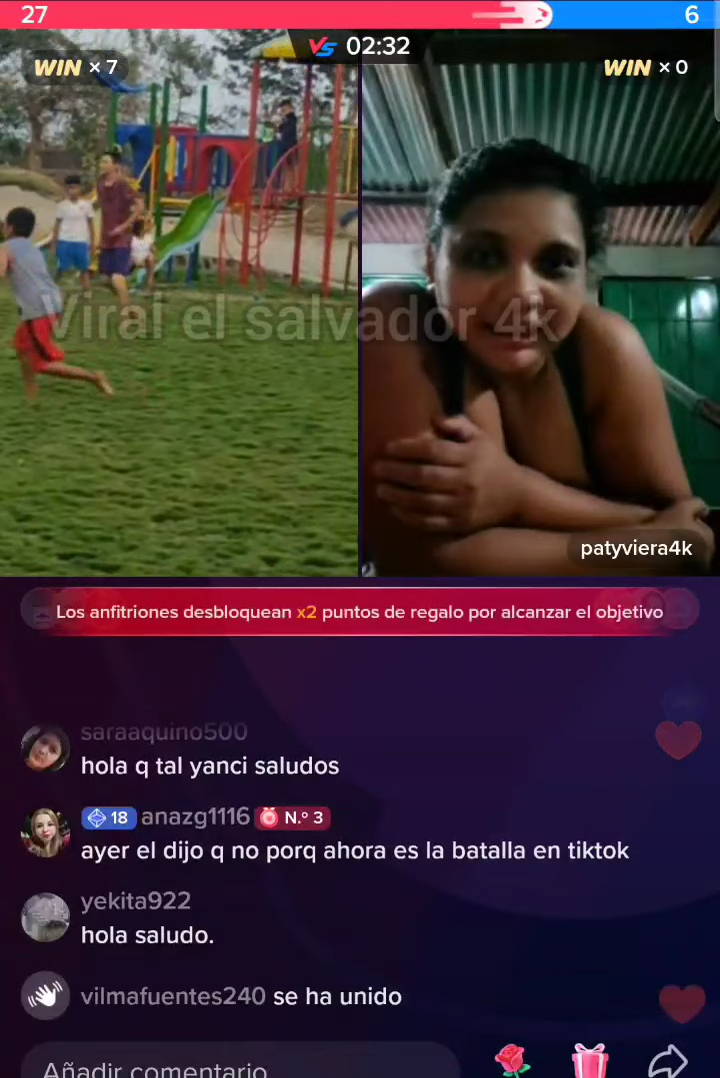 27
6
VS 02:32
WIN × 7
WIN × 0
Viral el salvador 4k
patyviera4k
Los anfitriones desbloquean x2 puntos de regalo por alcanzar el objetivo
saraaquino500
hola q tal yanci saludos
18 anazg1116 N.º 3
ayer el dijo q no porq ahora es la batalla en tiktok
yekita922
hola saludo.
vilmafuentes240 se ha unido
Añadir comentario